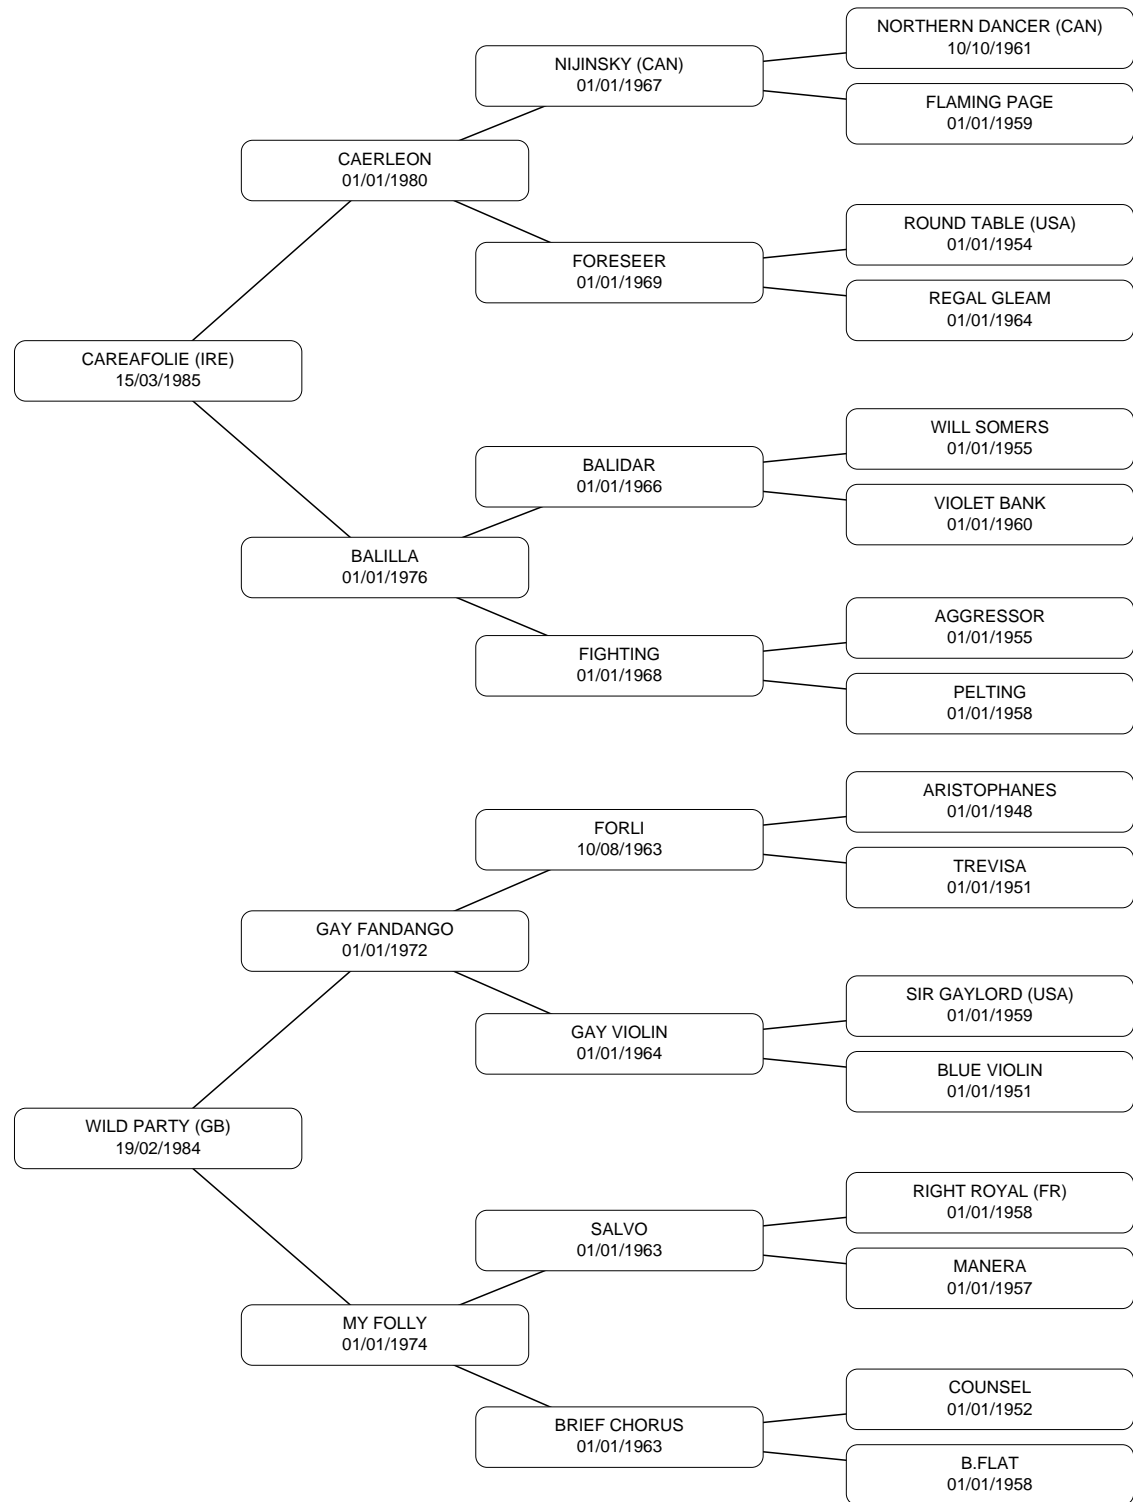 NORTHERN DANCER (CAN)
10/10/1961
NIJINSKY (CAN)
01/01/1967
FLAMING PAGE
01/01/1959
CAERLEON
01/01/1980
ROUND TABLE (USA)
01/01/1954
FORESEER
01/01/1969
REGAL GLEAM
01/01/1964
CAREAFOLIE (IRE)
15/03/1985
WILL SOMERS
01/01/1955
BALIDAR
01/01/1966
VIOLET BANK
01/01/1960
BALILLA
01/01/1976
AGGRESSOR
01/01/1955
FIGHTING
01/01/1968
PELTING
01/01/1958
ARISTOPHANES
01/01/1948
FORLI
10/08/1963
TREVISA
01/01/1951
GAY FANDANGO
01/01/1972
SIR GAYLORD (USA)
01/01/1959
GAY VIOLIN
01/01/1964
BLUE VIOLIN
01/01/1951
WILD PARTY (GB)
19/02/1984
RIGHT ROYAL (FR)
01/01/1958
SALVO
01/01/1963
MANERA
01/01/1957
MY FOLLY
01/01/1974
COUNSEL
01/01/1952
BRIEF CHORUS
01/01/1963
B.FLAT
01/01/1958